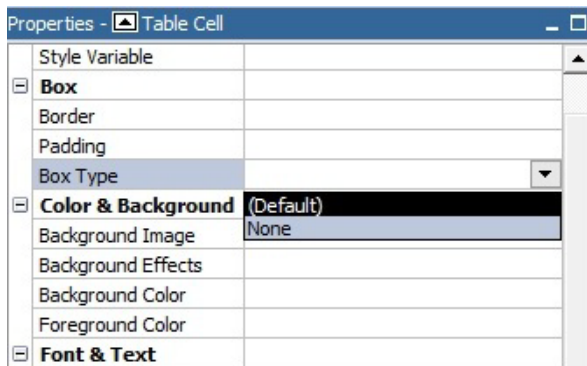 Properties - Table Cell
Style Variable
Box
Border
Padding
Box Type
Color & Background (Default)
Background Image None
Background Effects
Background Color
Foreground Color
Font & Text